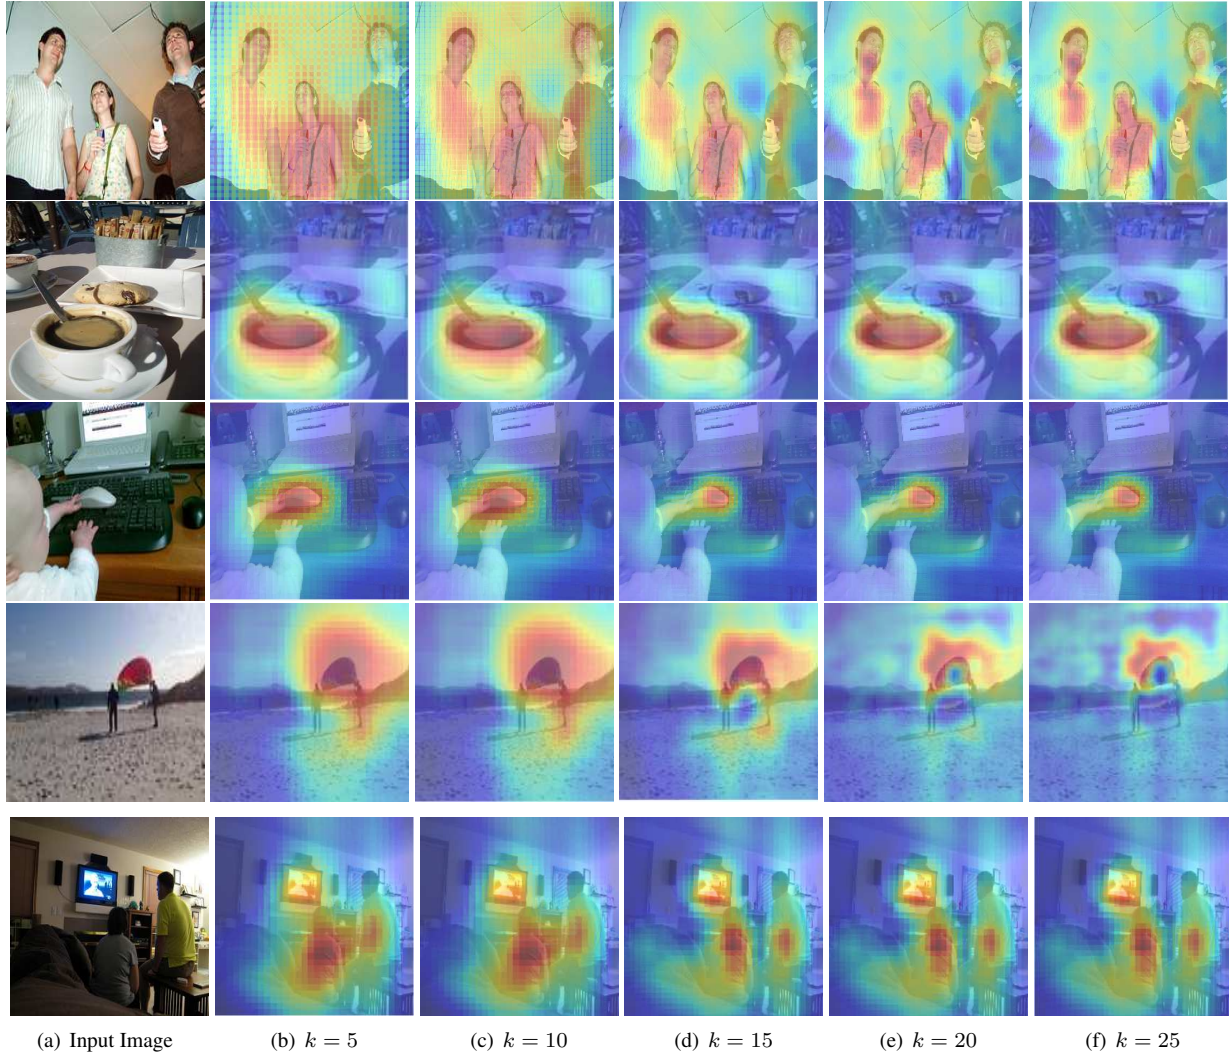 (a) Input Image (b) k = 5 (c) k = 10 (d) k = 15 (e) k = 20 (f) k = 25